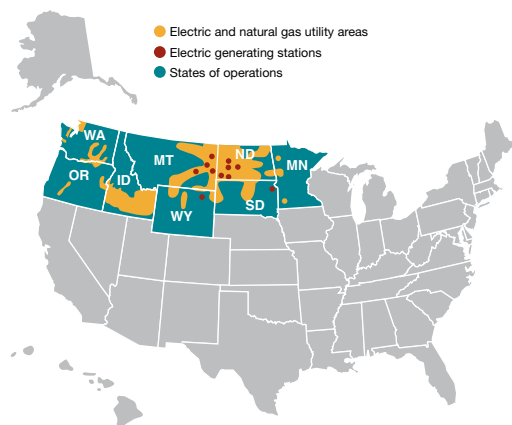 Electric and natural gas utility areas
Electric generating stations
States of operations
WA
MT
ND
MN
OR
ID
SD
WY